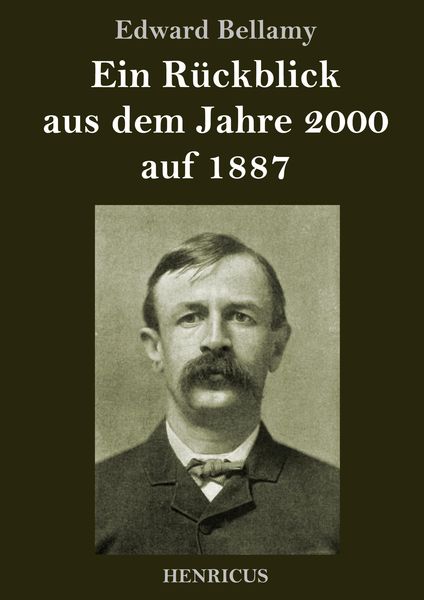 Edward Bellamy
Ein Rückblick
aus dem Jahre 2000
auf 1887
HENRICUS